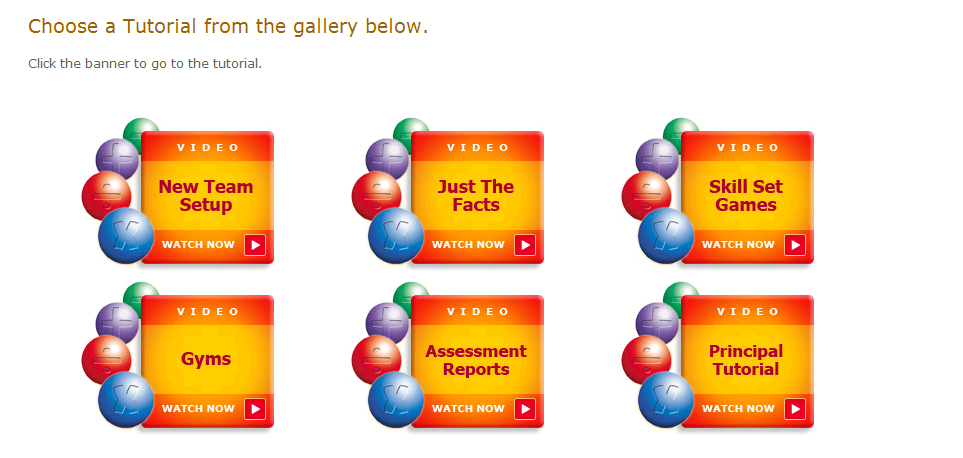 Choose a Tutorial from the gallery below.
Click the banner to go to the tutorial.
VIDEO
New Team
Setup
WATCH NOW
VIDEO
Just The
Facts
WATCH NOW
VIDEO
Skill Set
Games
WATCH NOW
VIDEO
Gyms
WATCH NOW
VIDEO
Assessment
Reports
WATCH NOW
VIDEO
Principal
Tutorial
WATCH NOW